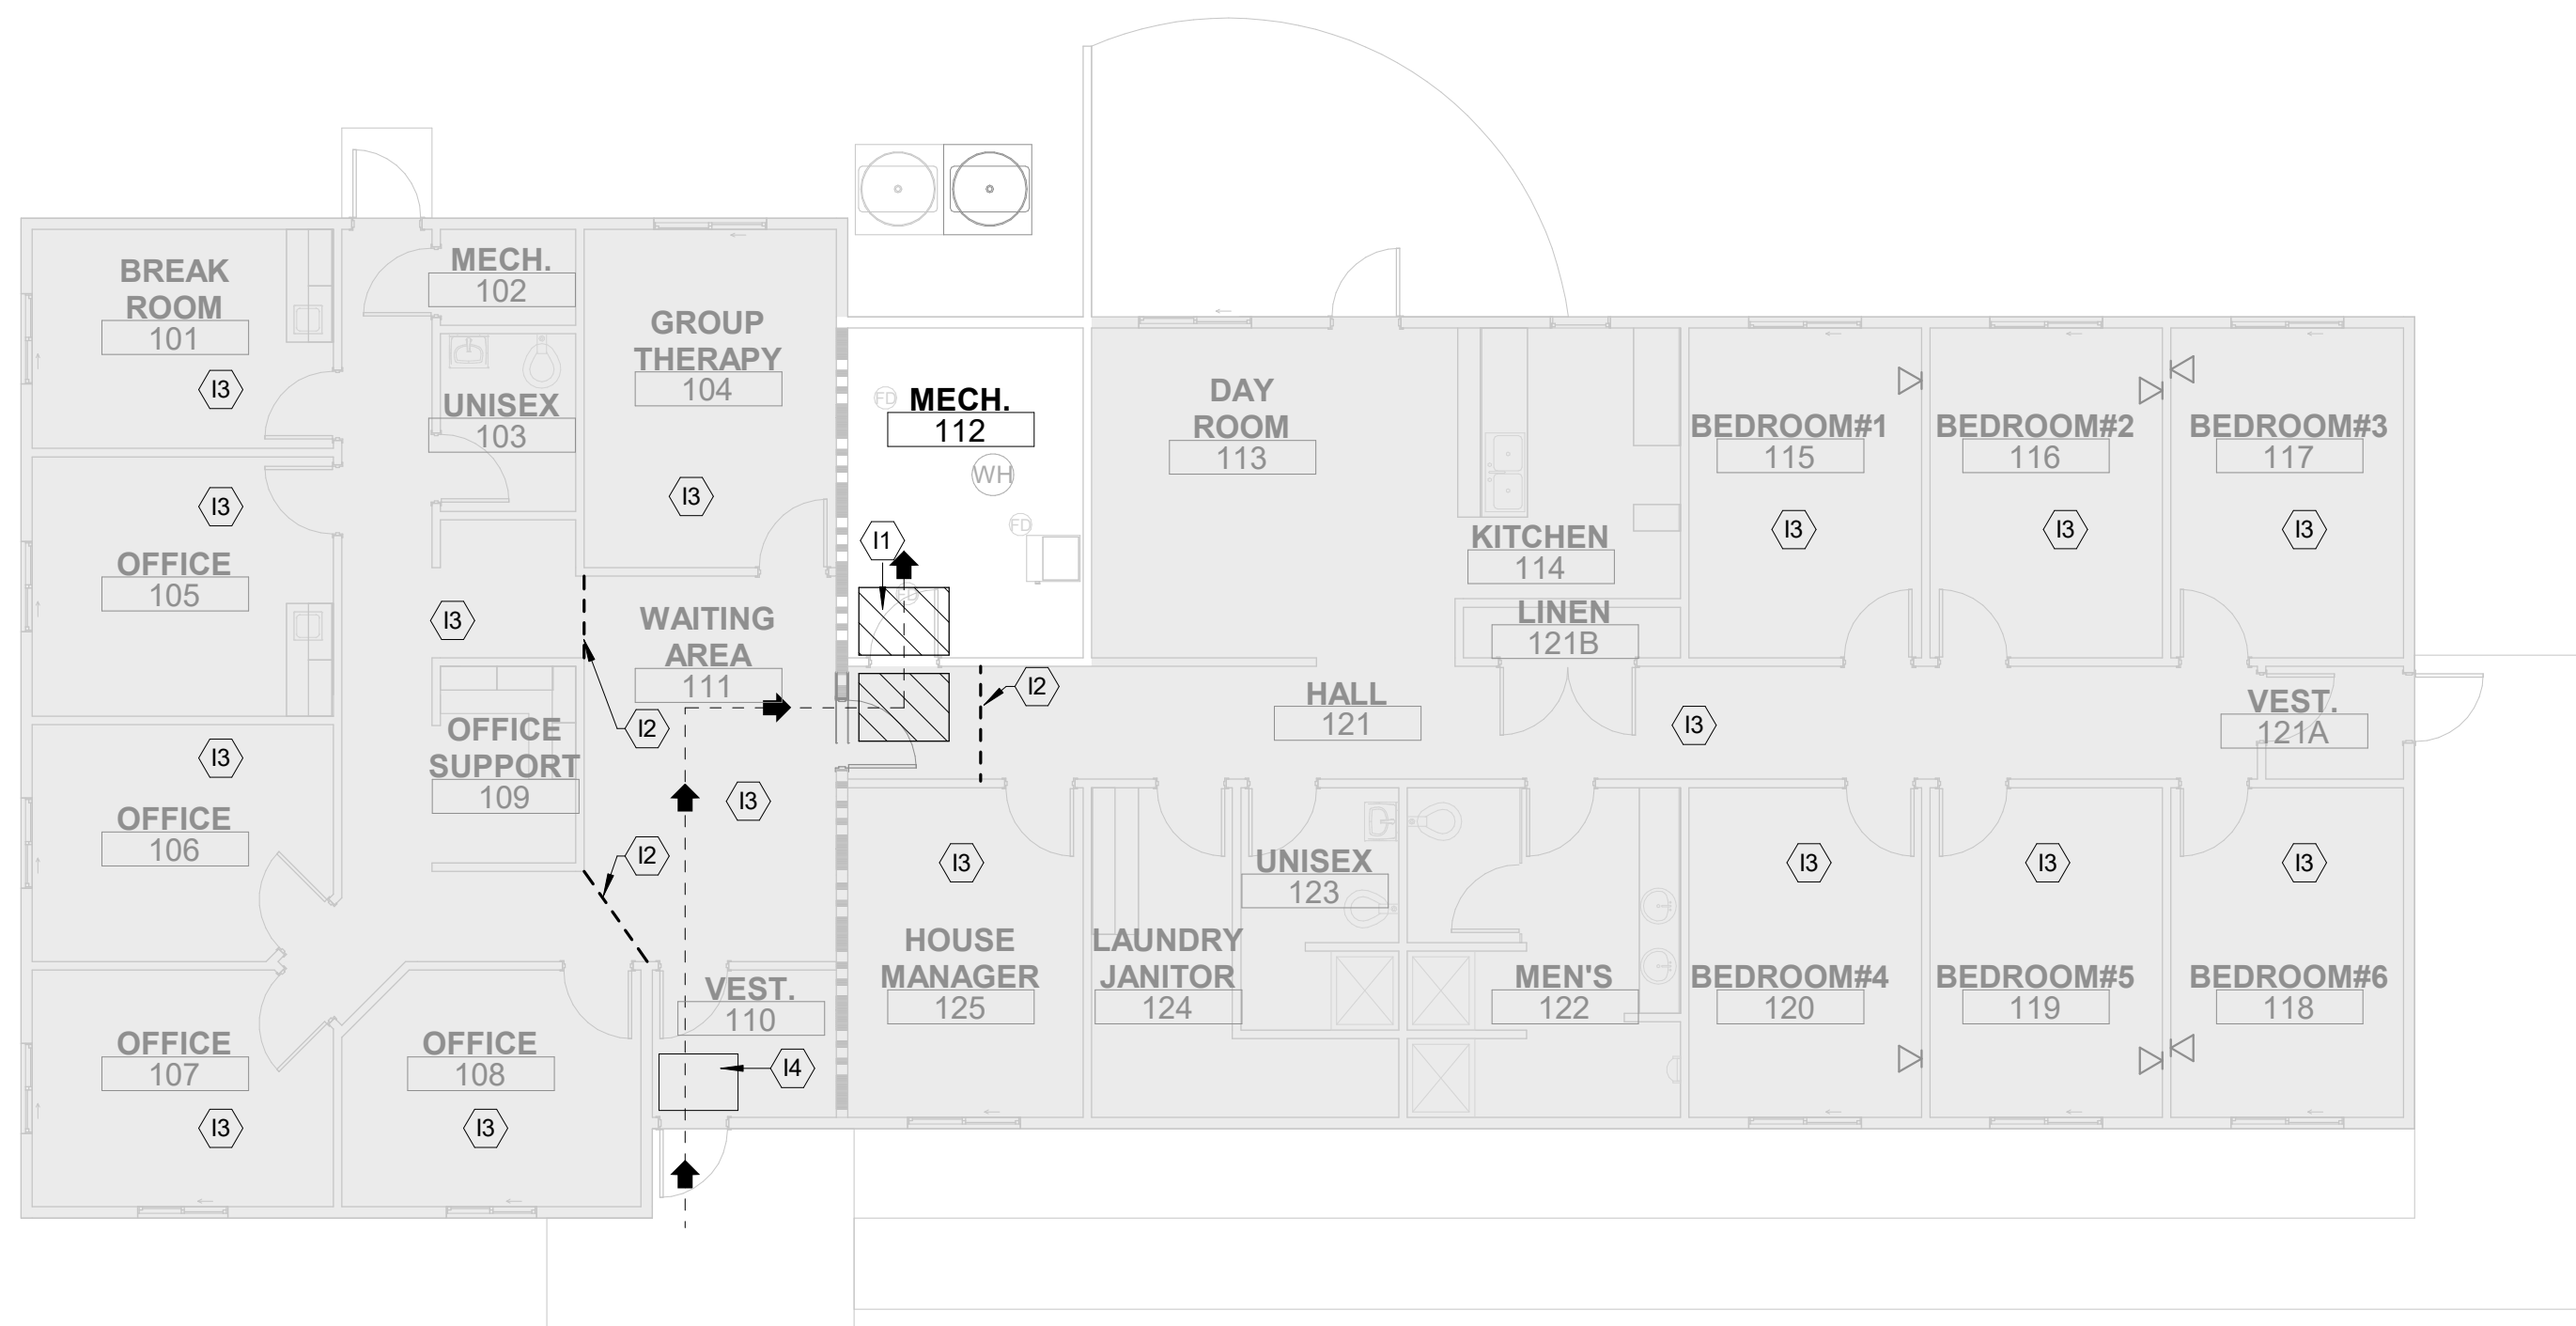 BREAK
ROOM
101
I3
MECH.
102
UNISEX
103
GROUP
THERAPY
104
I3
FD
MECH.
112
WH
FD
I1
FD
DAY
ROOM
113
KITCHEN
114
LINEN
121B
BEDROOM#1
115
I3
BEDROOM#2
116
I3
BEDROOM#3
117
I3
I3
OFFICE
105
I3
WAITING
AREA
111
I2
I2
HALL
121
I3
VEST.
121A
I3
OFFICE
106
OFFICE
SUPPORT
109
I3
I2
I3
HOUSE
MANAGER
125
LAUNDRY
JANITOR
124
UNISEX
123
MEN'S
122
I3
BEDROOM#4
120
I3
BEDROOM#5
119
I3
BEDROOM#6
118
OFFICE
107
I3
OFFICE
108
I3
VEST.
110
I4